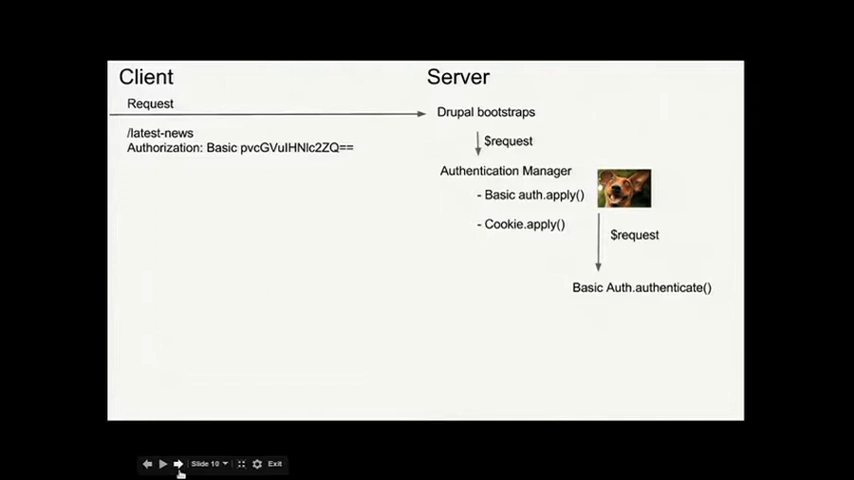 Client
Server
Request
Drupal bootstraps
/latest-news
Authorization: Basic pvcGVuIHNlc2ZQ==
$request
Authentication Manager
- Basic auth.apply()
- Cookie.apply()
$request
Basic Auth.authenticate()
Slide 10
Exit